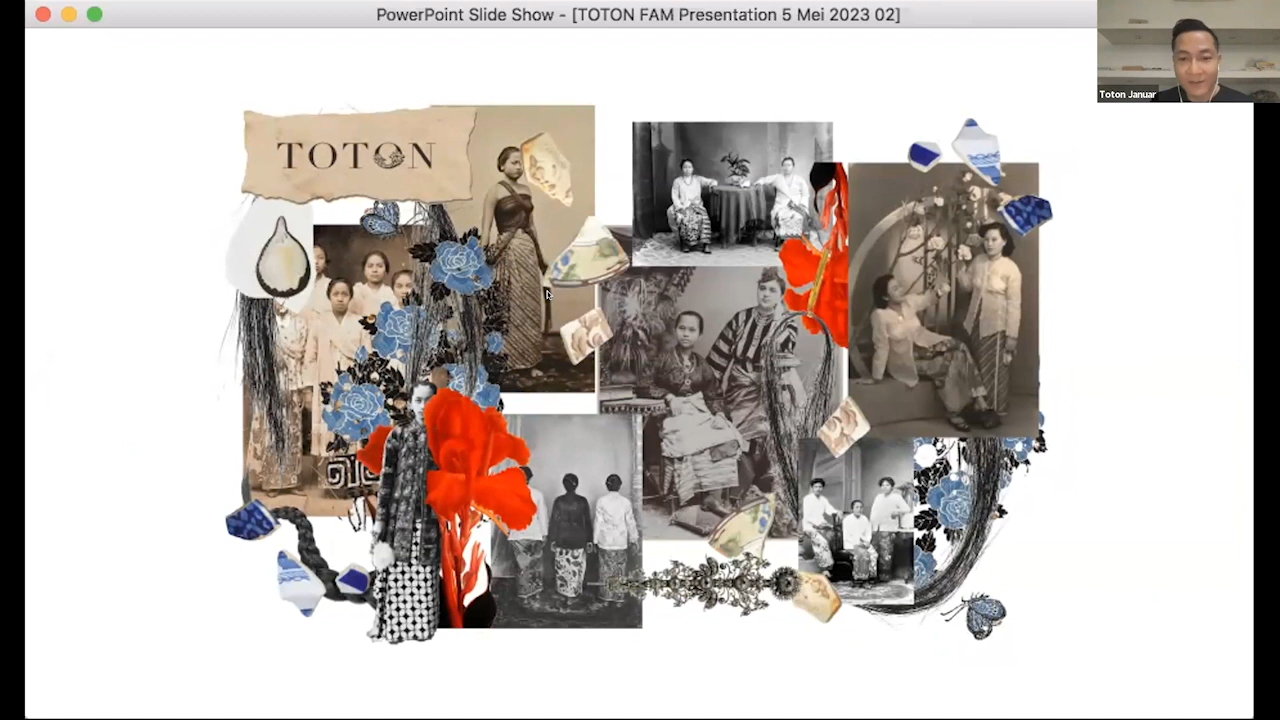 PowerPoint Slide Show - [TOTON FAM Presentation 5 Mei 2023 02]
Toton Januar
TOTON